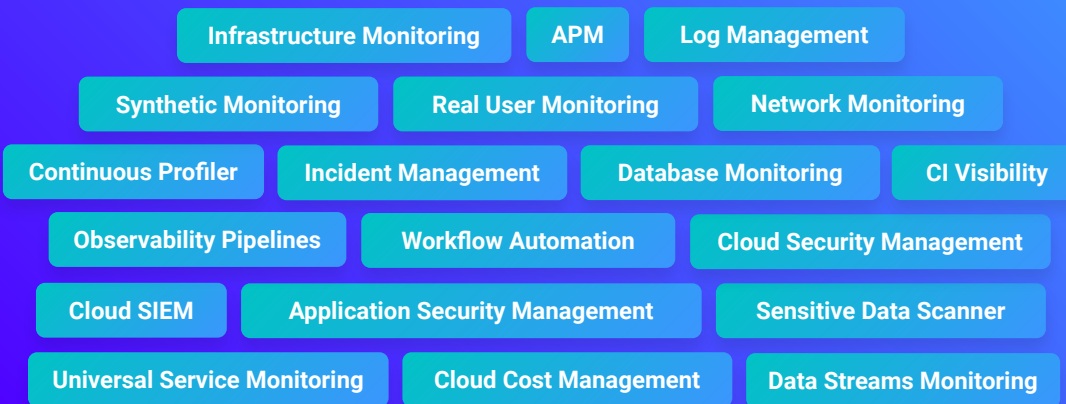 Infrastructure Monitoring APM Log Management
Synthetic Monitoring Real User Monitoring Network Monitoring
Continuous Profiler Incident Management Database Monitoring CI Visibility
Observability Pipelines Workflow Automation Cloud Security Management
Cloud SIEM Application Security Management Sensitive Data Scanner
Universal Service Monitoring Cloud Cost Management Data Streams Monitoring